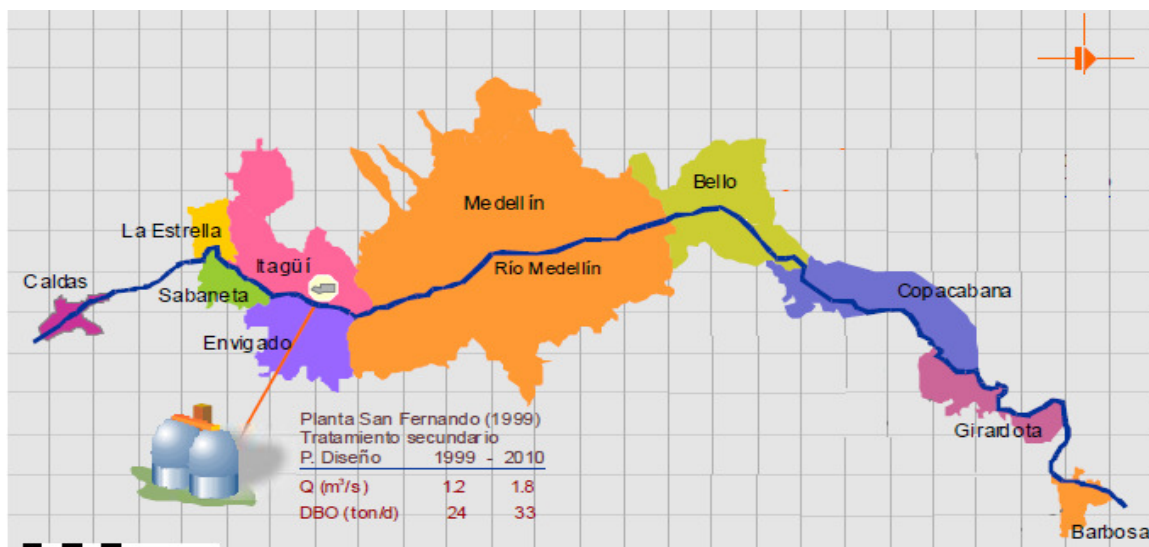 Medellín
Bello
La Estrella
Itagüí
Río Medellín
Caldas
Sabaneta
Copacabana
Envigado
Planta San Fernando (1999)
Tratamiento secundario
P. Diseño 1999 - 2010
Q (m³/s) 1.2 1.8
DBO (ton/d) 24 33
Girardota
Barbosa